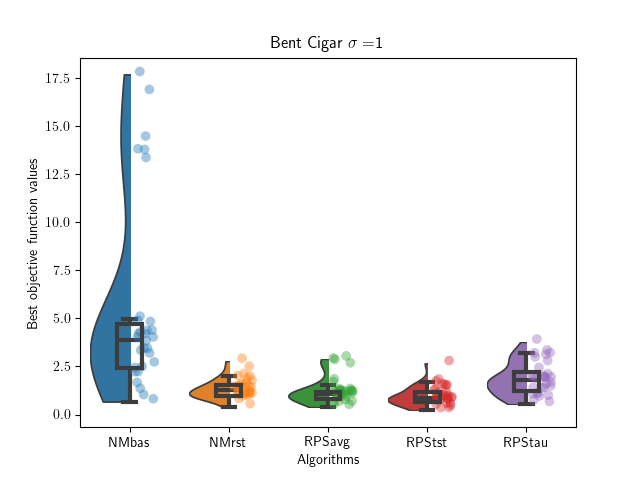 Bent Cigar σ =1
17.5
15.0
12.5
10.0
7.5
5.0
2.5
0.0
Best objective function values
NMbas NMrst RPSavg RPStst RPStau
Algorithms